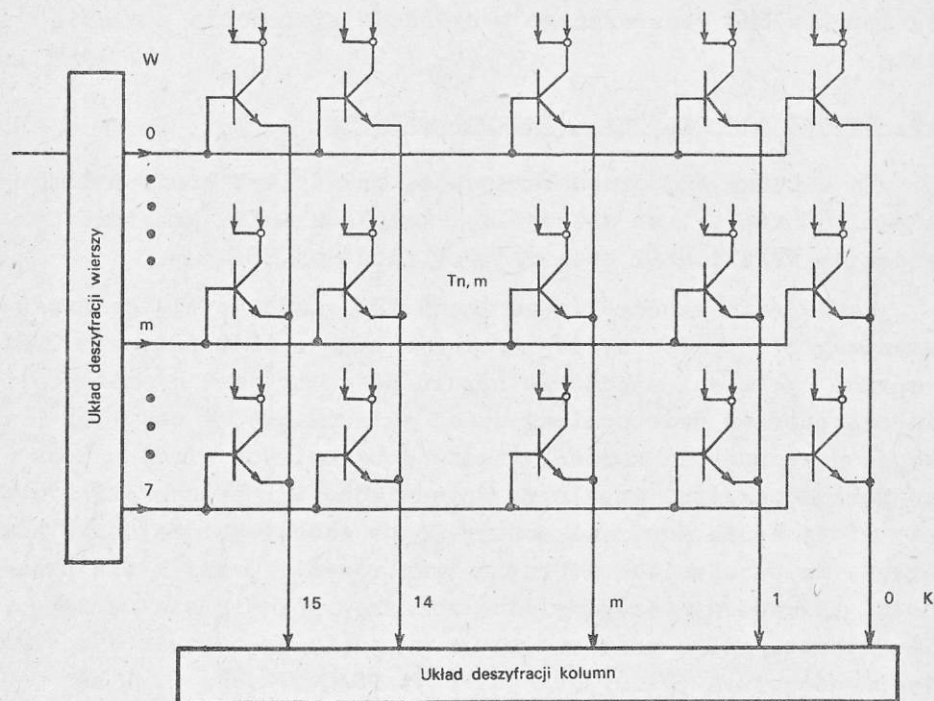 W
0
Układ deszyfracji wierszy
Tn, m
m
7
15
14
m
1
0
K
Układ deszyfracji kolumn